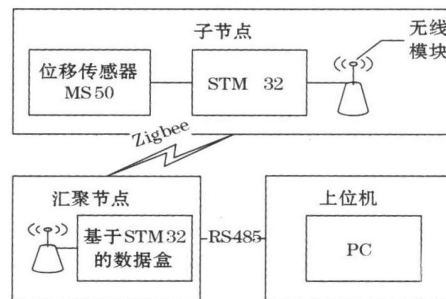 子节点
无线
模块
位移传感器
MS50
STM 32
Zigbee
汇聚节点
基于STM32
的数据盒
RS485
上位机
PC